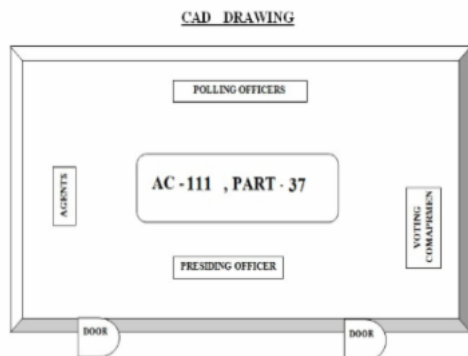 CAD DRAWING
POLLING OFFICERS
AGENTS
AC -111 , PART - 37
VOTING
COMAPRMEN
PRESIDING OFFICER
DOOR
DOOR